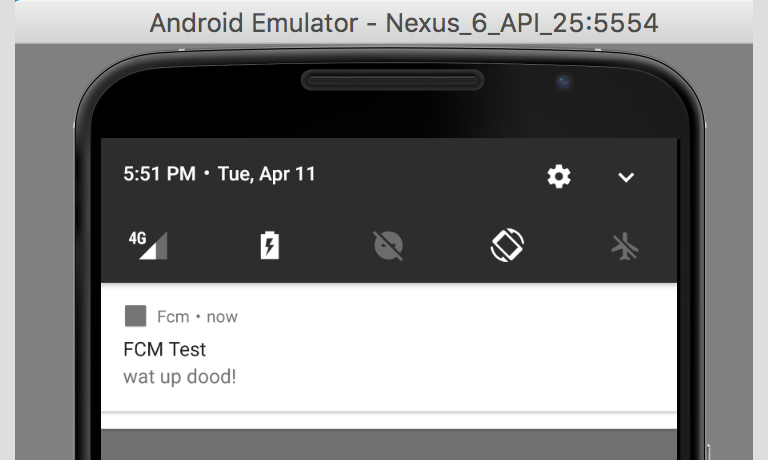 Android Emulator - Nexus_6_API_25:5554
5:51 PM • Tue, Apr 11
4G
Fcm • now
FCM Test
wat up dood!